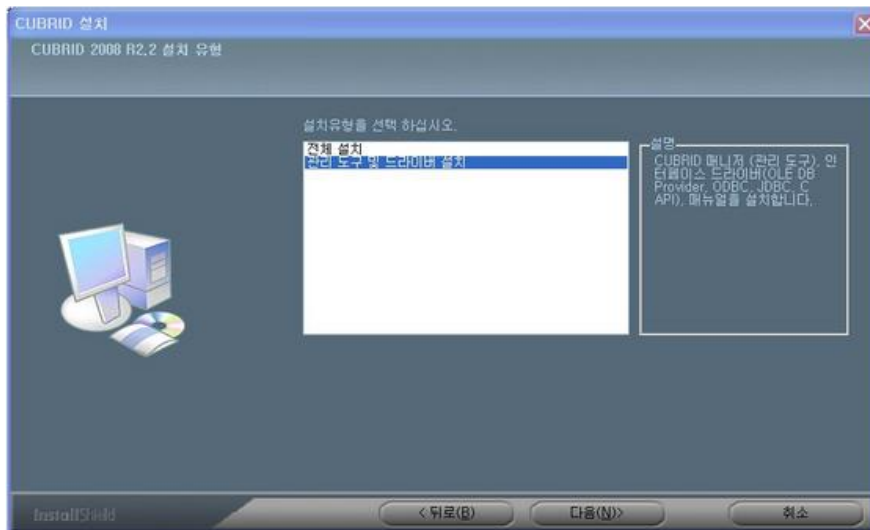 CUBRID 설치
CUBRID 2008 R2.2 설치 유형
설치유형을 선택 하십시오.
전체 설치
관리 도구 및 드라이버 설치
설명
CUBRID 매니저 (관리 도구), 인
터페이스 드라이버(OLE DB
Provider, ODBC, JDBC, C
API), 매뉴얼을 설치합니다.
InstallShield
< 뒤로(B)
다음(N)>
취소